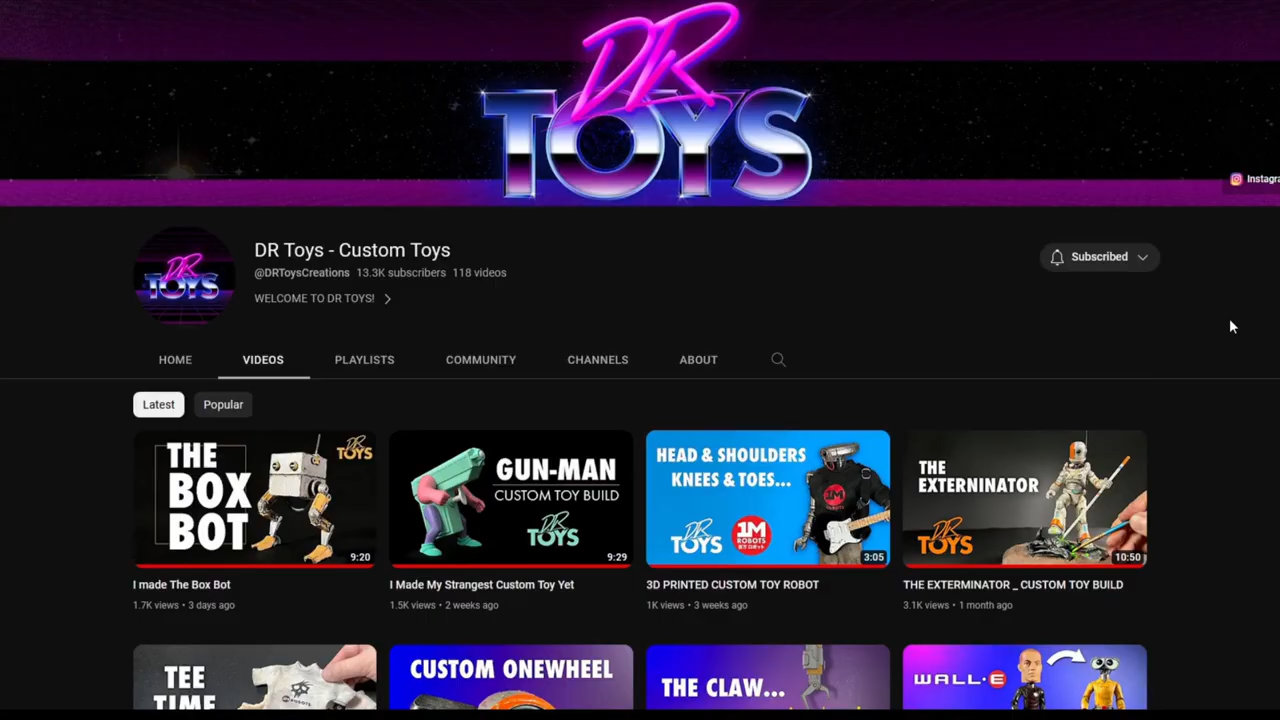 DR
TOYS
Instagra
DR
TOYS
DR Toys - Custom Toys
@DRToysCreations 13.3K subscribers 118 videos
WELCOME TO DR TOYS!
Subscribed
HOME VIDEOS PLAYLISTS COMMUNITY CHANNELS ABOUT
Latest Popular
THE
BOX
BOT
DR
TOYS
9:20
I made The Box Bot
1.7K views • 3 days ago
GUN-MAN
CUSTOM TOY BUILD
DR
TOYS
9:29
I Made My Strangest Custom Toy Yet
1.5K views • 2 weeks ago
HEAD & SHOULDERS
KNEES & TOES...
DR
TOYS
1M
ROBOTS
3:05
3D PRINTED CUSTOM TOY ROBOT
1K views • 3 weeks ago
THE
EXTERNINATOR
DR
TOYS
10:50
THE EXTERMINATOR _ CUSTOM TOY BUILD
3.1K views • 1 month ago
TEE
TIME
CUSTOM ONEWHEEL
THE CLAW...
WALL·E